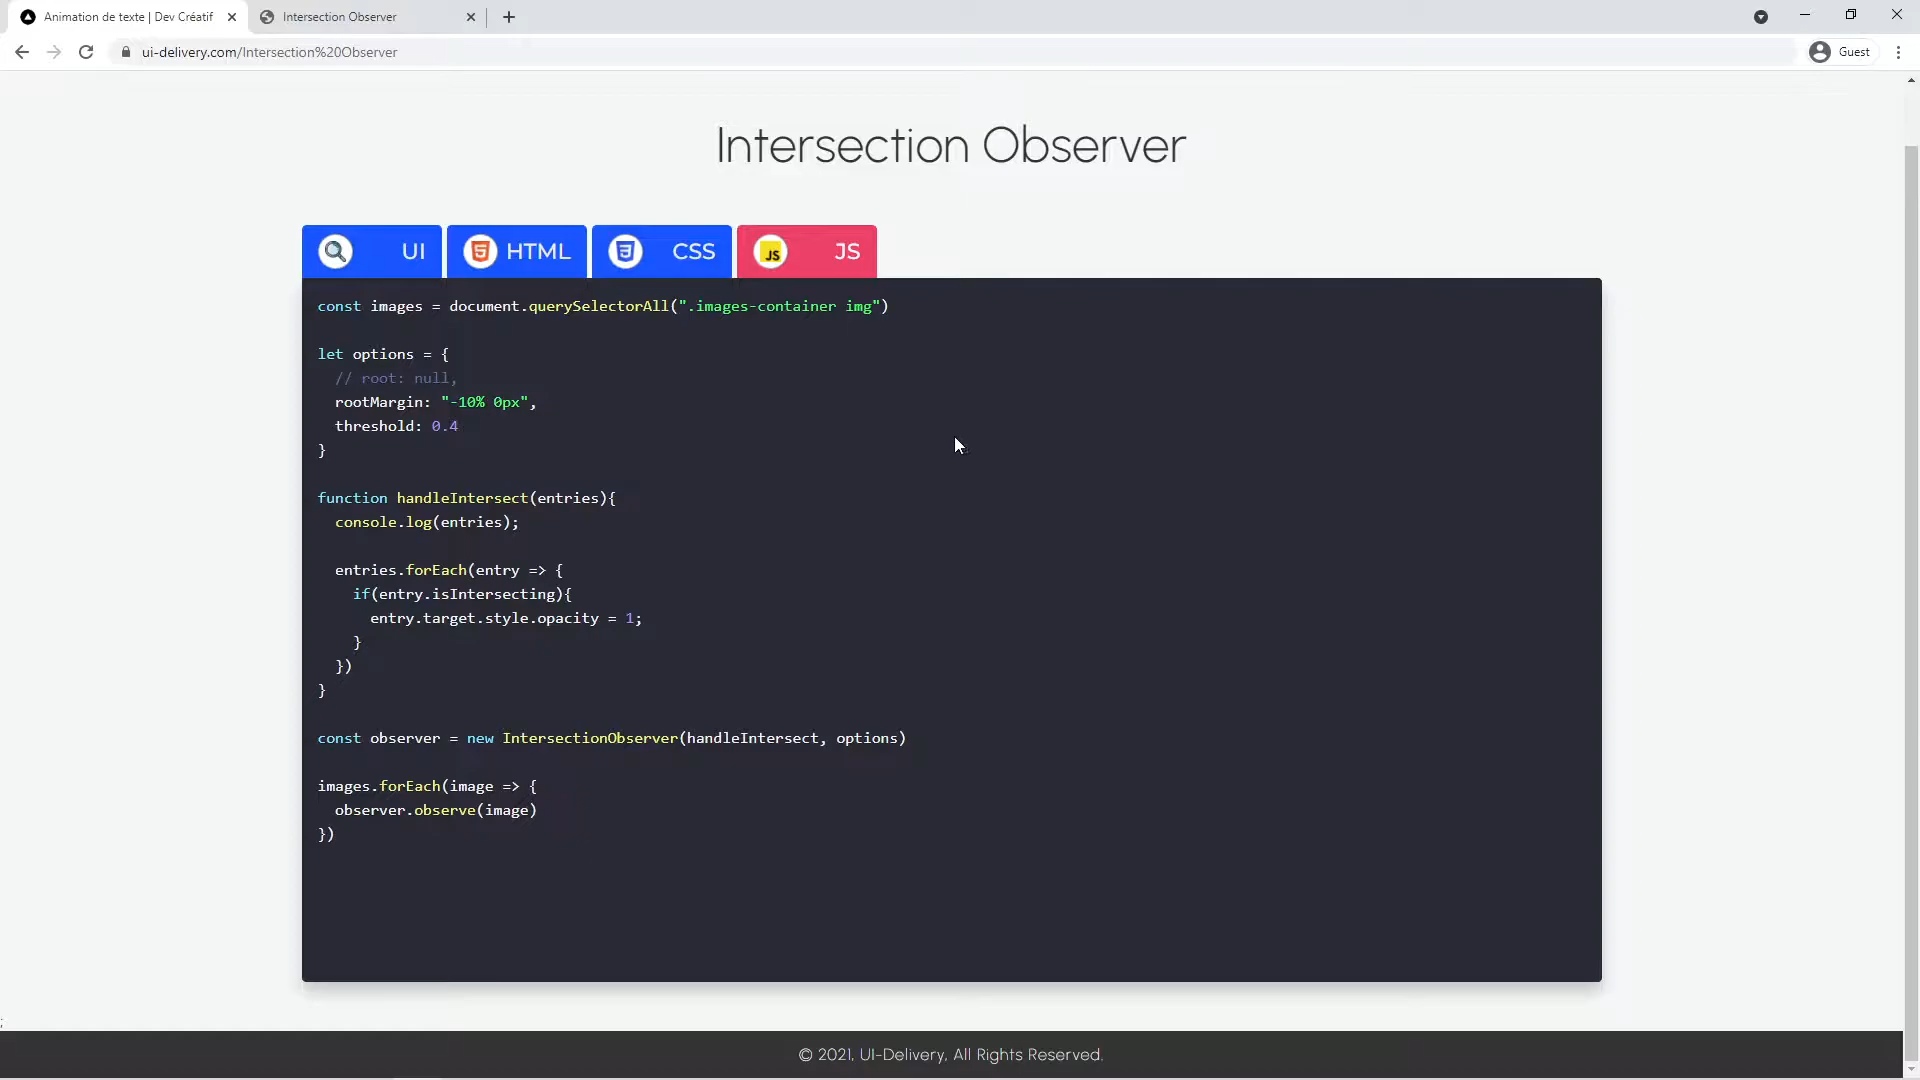 Animation de texte | Dev Créatif
Intersection Observer
ui-delivery.com/Intersection%20Observer
Guest
Intersection Observer
UI
HTML
CSS
JS
JS
const images = document.querySelectorAll(".images-container img")
let options = {
// root: null,
rootMargin: "-10% 0px",
threshold: 0.4
}
function handleIntersect(entries){
console.log(entries);
entries.forEach(entry => {
if(entry.isIntersecting){
entry.target.style.opacity = 1;
}
})
}
const observer = new IntersectionObserver(handleIntersect, options)
images.forEach(image => {
observer.observe(image)
})
;
© 2021, UI-Delivery, All Rights Reserved.